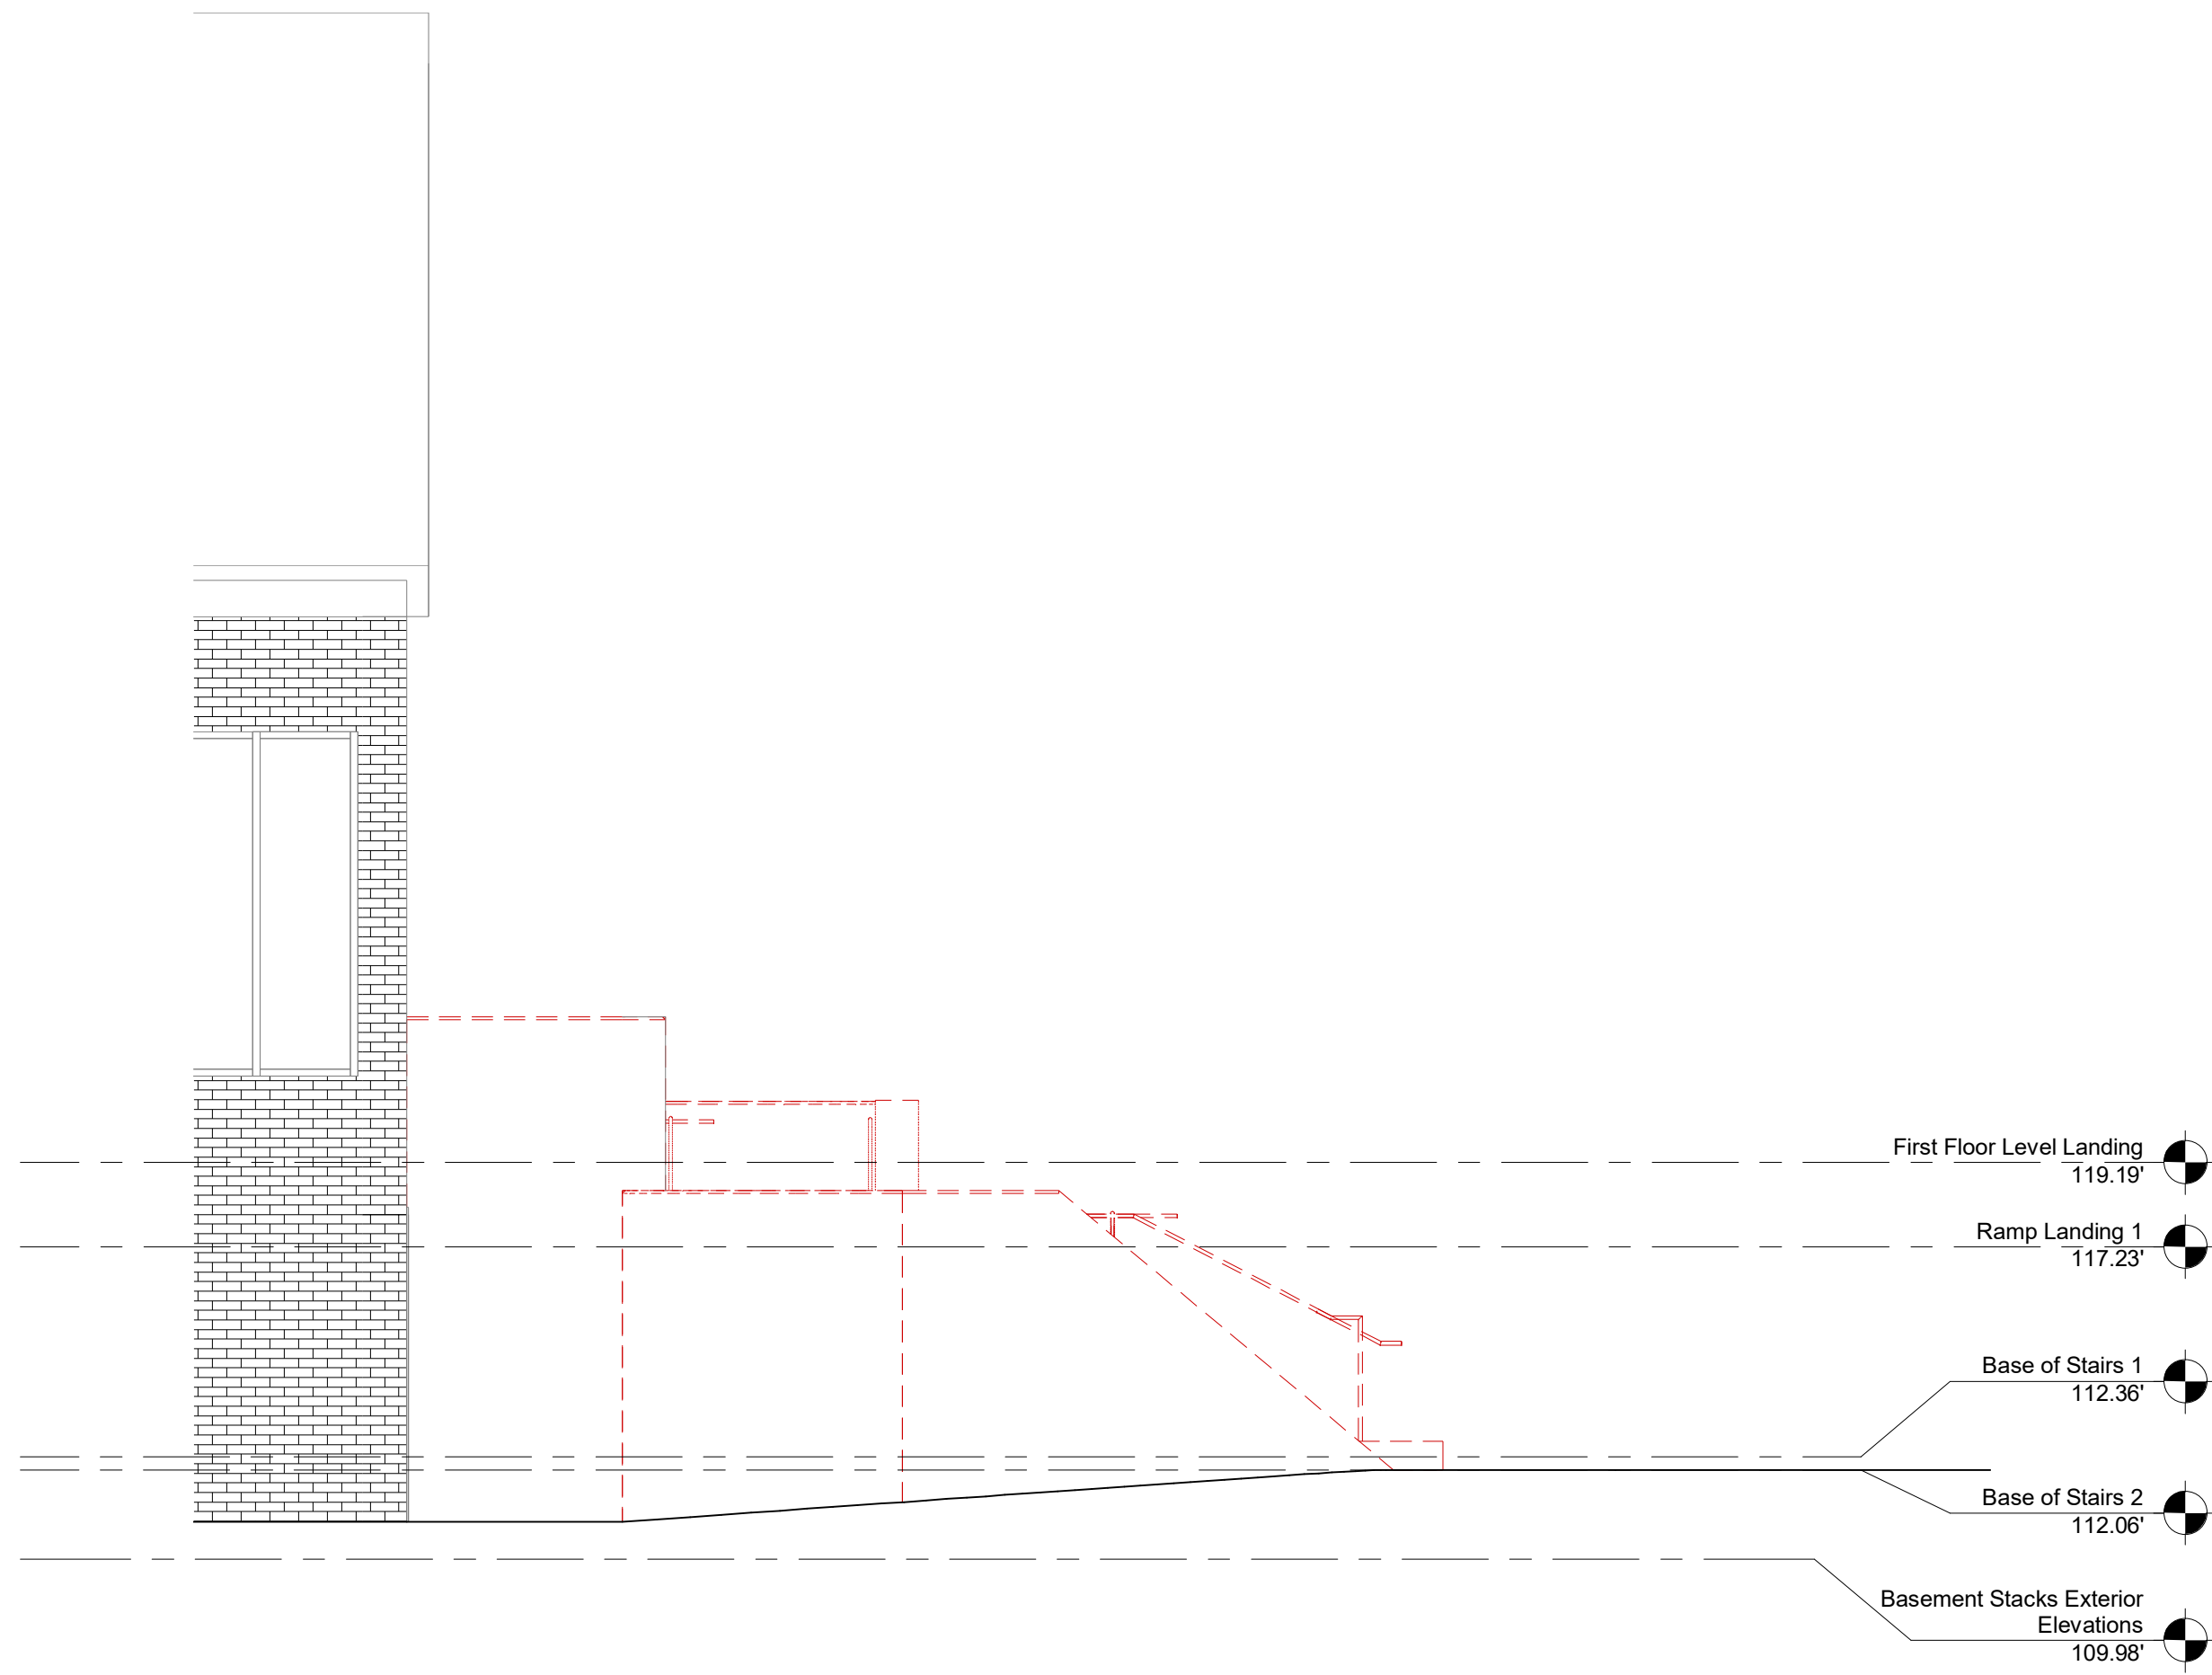 First Floor Level Landing
119.19'
Ramp Landing 1
117.23'
Base of Stairs 1
112.36'
Base of Stairs 2
112.06'
Basement Stacks Exterior
Elevations
109.98'